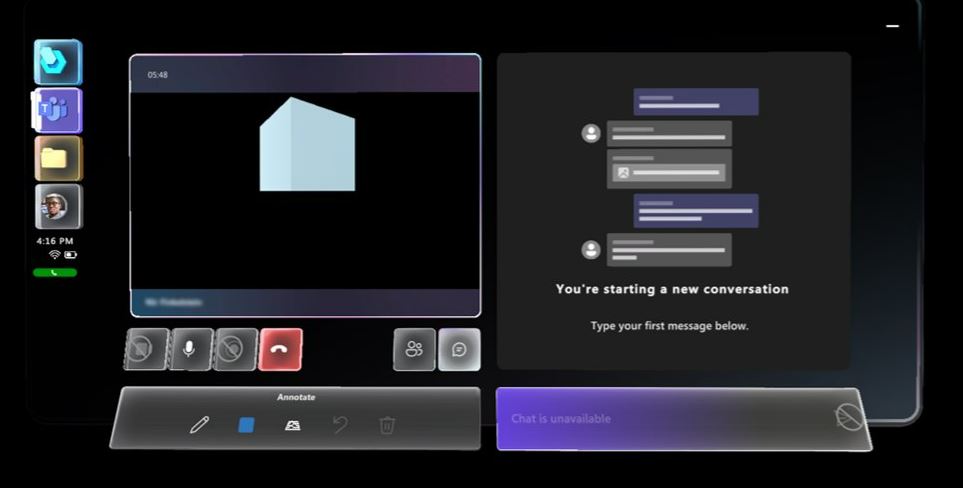 05:48
T
4:16 PM
Annotate
You're starting a new conversation
Type your first message below.
Chat is unavailable